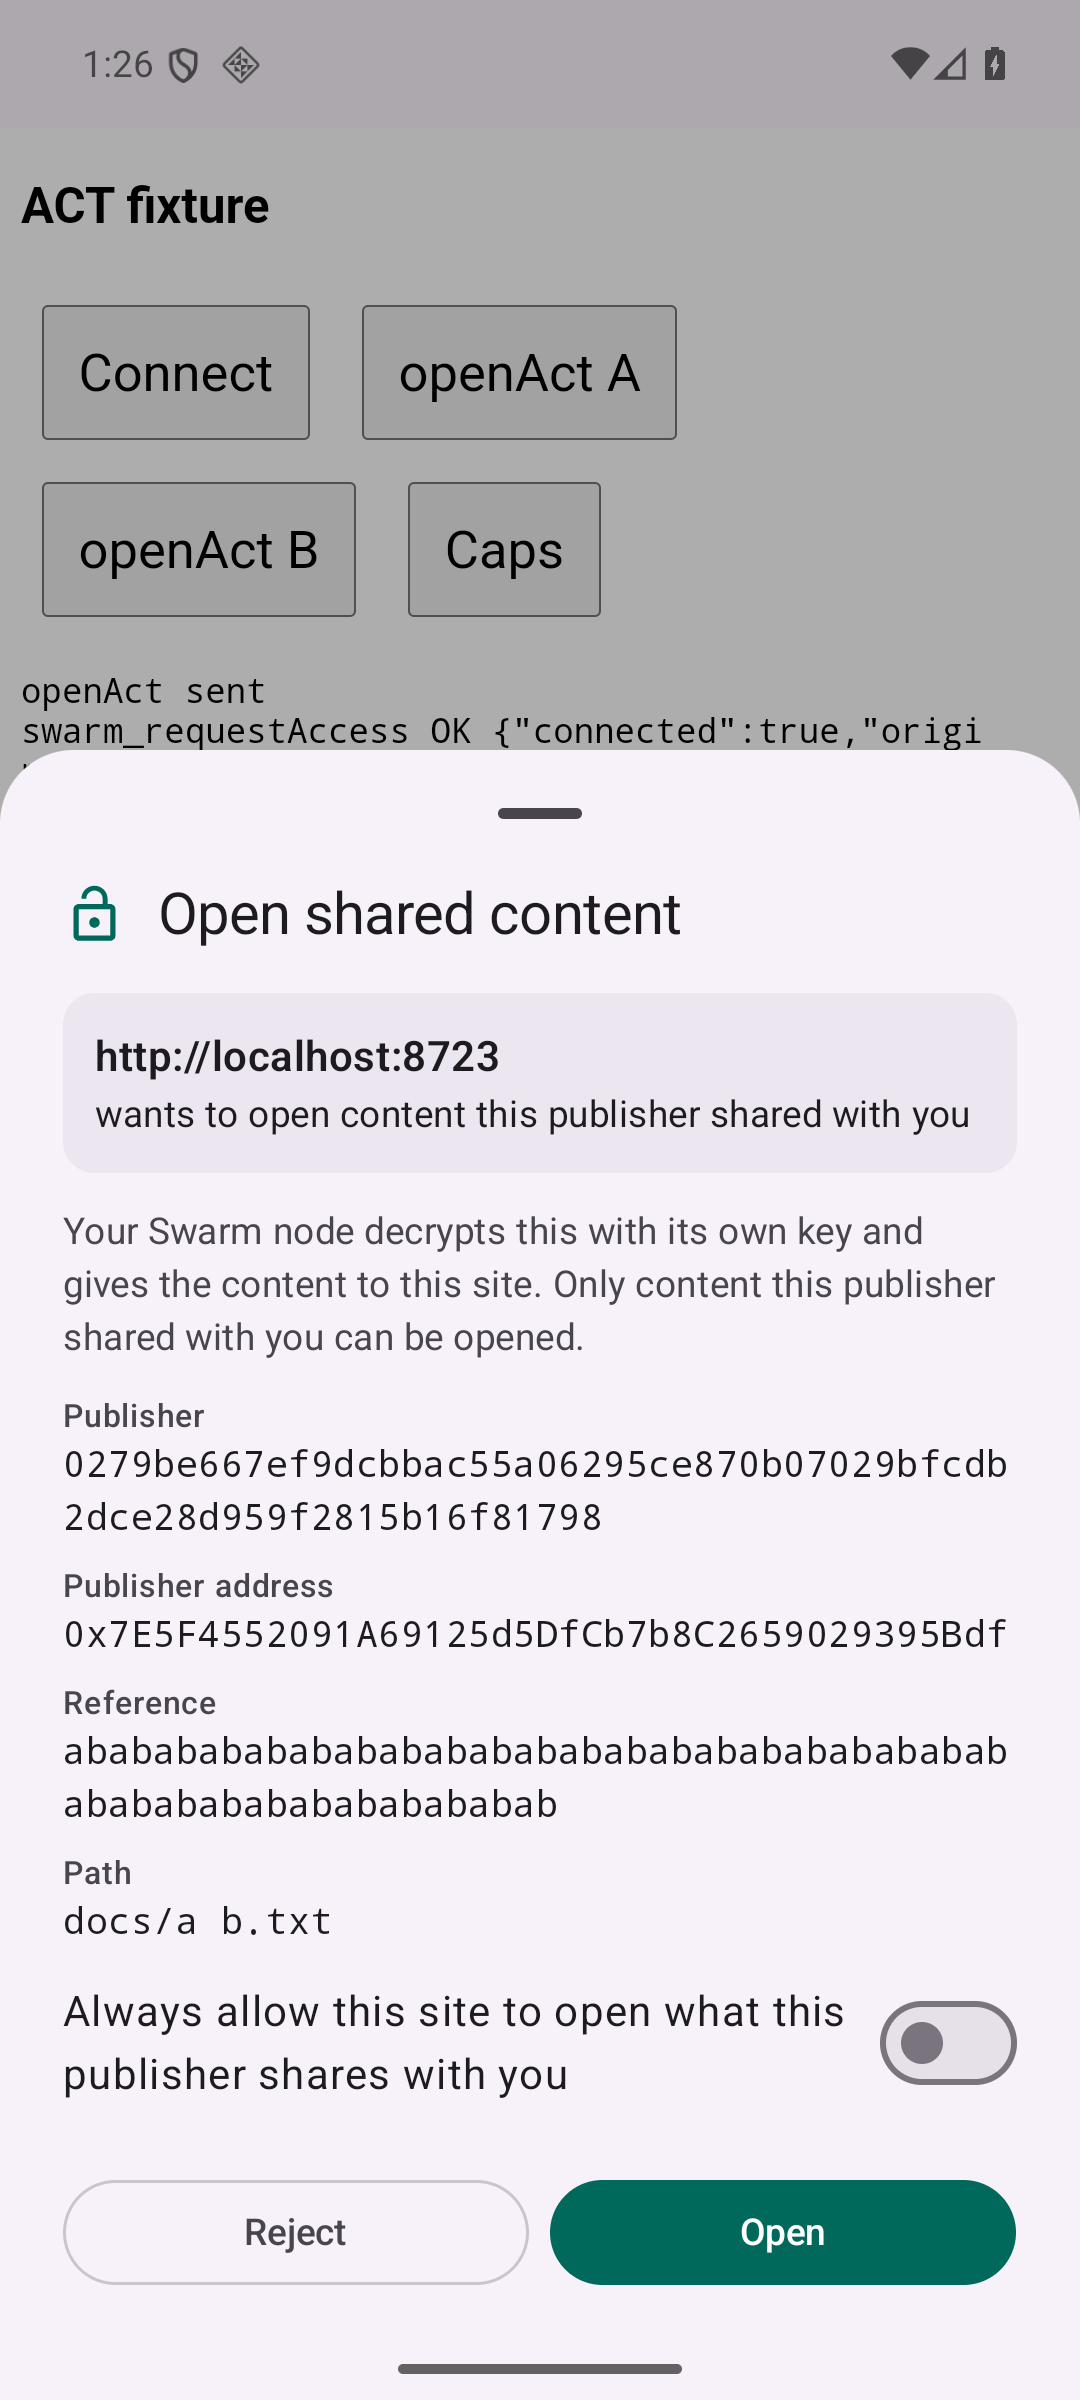 1:26
ACT fixture
Connect
openAct A
openAct B
Caps
openAct sent
swarm_requestAccess OK {"connected":true,"origi
Open shared content
http://localhost:8723
wants to open content this publisher shared with you
Your Swarm node decrypts this with its own key and
gives the content to this site. Only content this publisher
shared with you can be opened.
Publisher
0279be667ef9dcbbac55a06295ce870b07029bfcdb
2dce28d959f2815b16f81798
Publisher address
0x7E5F4552091A69125d5DfCb7b8C2659029395Bdf
Reference
ababababababababababababababababababababab
ababababababababababab
Path
docs/a b.txt
Always allow this site to open what this
publisher shares with you
Reject
Open